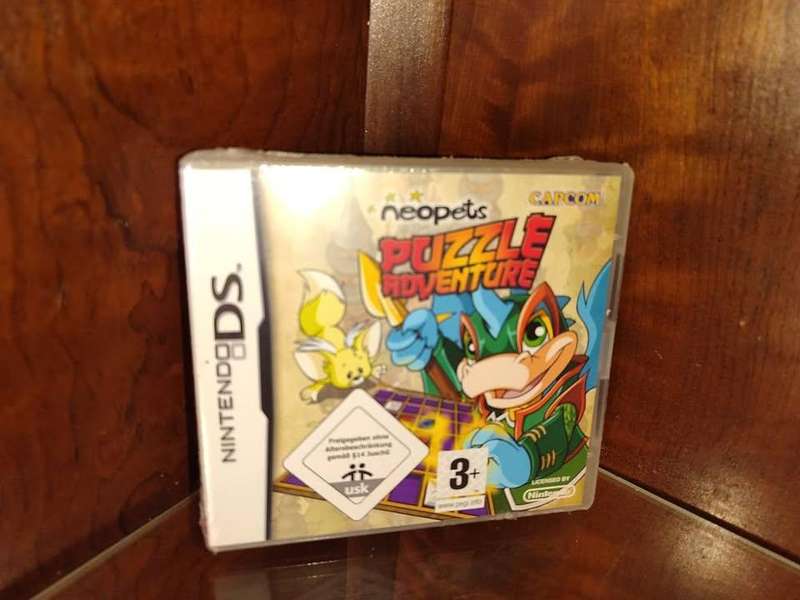 NINTENDO DS™
neopets
CAPCOM
PUZZLE
ADVENTURE
Freigegeben ohne
Altersbeschränkung
gemäß §14 JuSchG
usk
3+
www.pegi.info
LICENSED BY
Nintendo